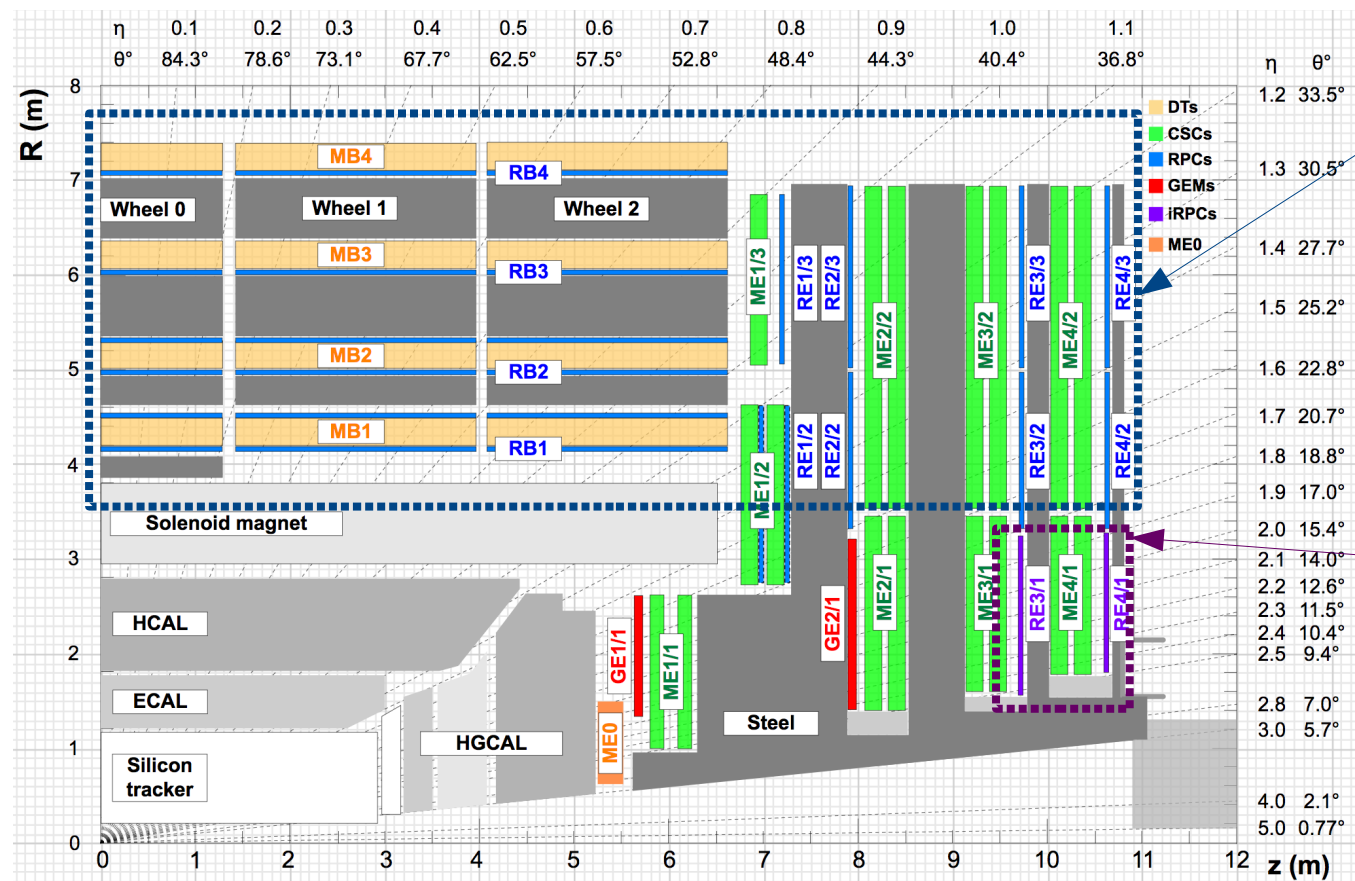 η 0.1 0.2 0.3 0.4 0.5 0.6 0.7 0.8 0.9 1.0 1.1
θ° 84.3° 78.6° 73.1° 67.7° 62.5° 57.5° 52.8° 48.4° 44.3° 40.4° 36.8° η θ°
R (m)
8
7
6
5
4
3
2
1
0
1.2 33.5°
1.3 30.5°
1.4 27.7°
1.5 25.2°
1.6 22.8°
1.7 20.7°
1.8 18.8°
1.9 17.0°
2.0 15.4°
2.1 14.0°
2.2 12.6°
2.3 11.5°
2.4 10.4°
2.5 9.4°
2.8 7.0°
3.0 5.7°
4.0 2.1°
5.0 0.77°
DTs
CSCs
RPCs
GEMs
iRPCs
ME0
MB4
RB4
Wheel 0
Wheel 1
Wheel 2
MB3
RB3
MB2
RB2
MB1
RB1
ME1/3
RE1/3
RE2/3
ME2/2
ME3/2
RE3/3
ME4/2
RE4/3
ME1/2
RE1/2
RE2/2
RE3/2
RE4/2
Solenoid magnet
HCAL
ECAL
Silicon
tracker
HGCAL
ME0
GE1/1
ME1/1
Steel
GE2/1
ME2/1
ME3/1
RE3/1
ME4/1
RE4/1
0 1 2 3 4 5 6 7 8 9 10 11 12 z (m)